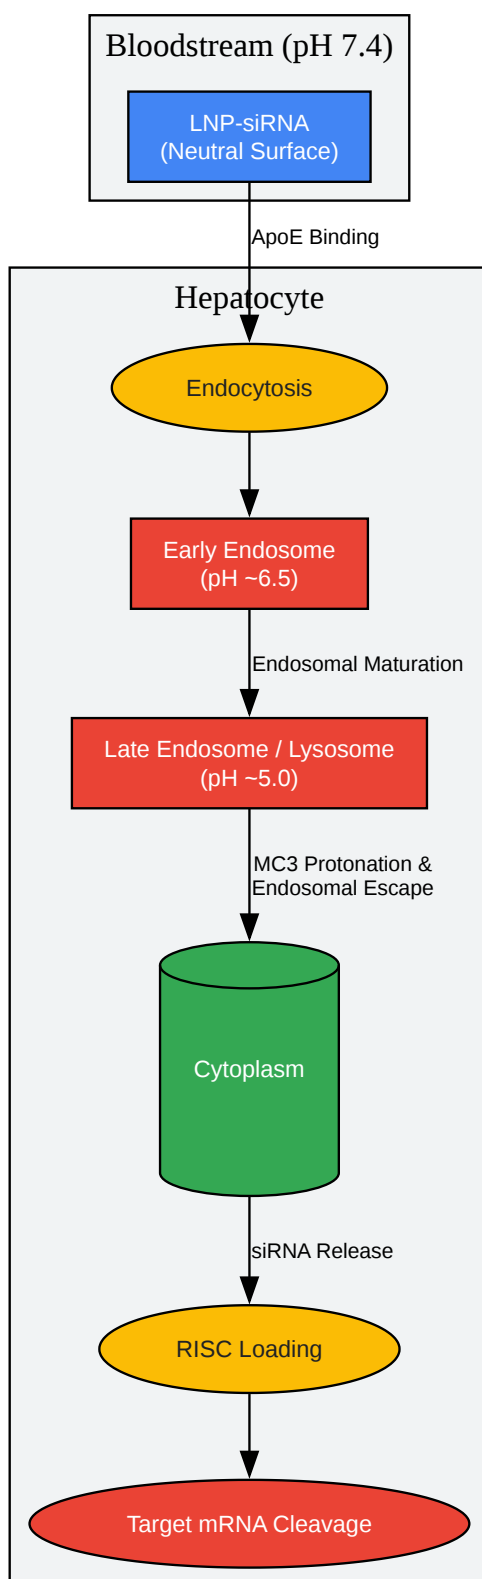 Bloodstream (pH 7.4)
LNP-siRNA
(Neutral Surface)
ApoE Binding
Hepatocyte
Endocytosis
Early Endosome
(pH ~6.5)
Endosomal Maturation
Late Endosome / Lysosome
(pH ~5.0)
MC3 Protonation &
Endosomal Escape
Cytoplasm
siRNA Release
RISC Loading
Target mRNA Cleavage